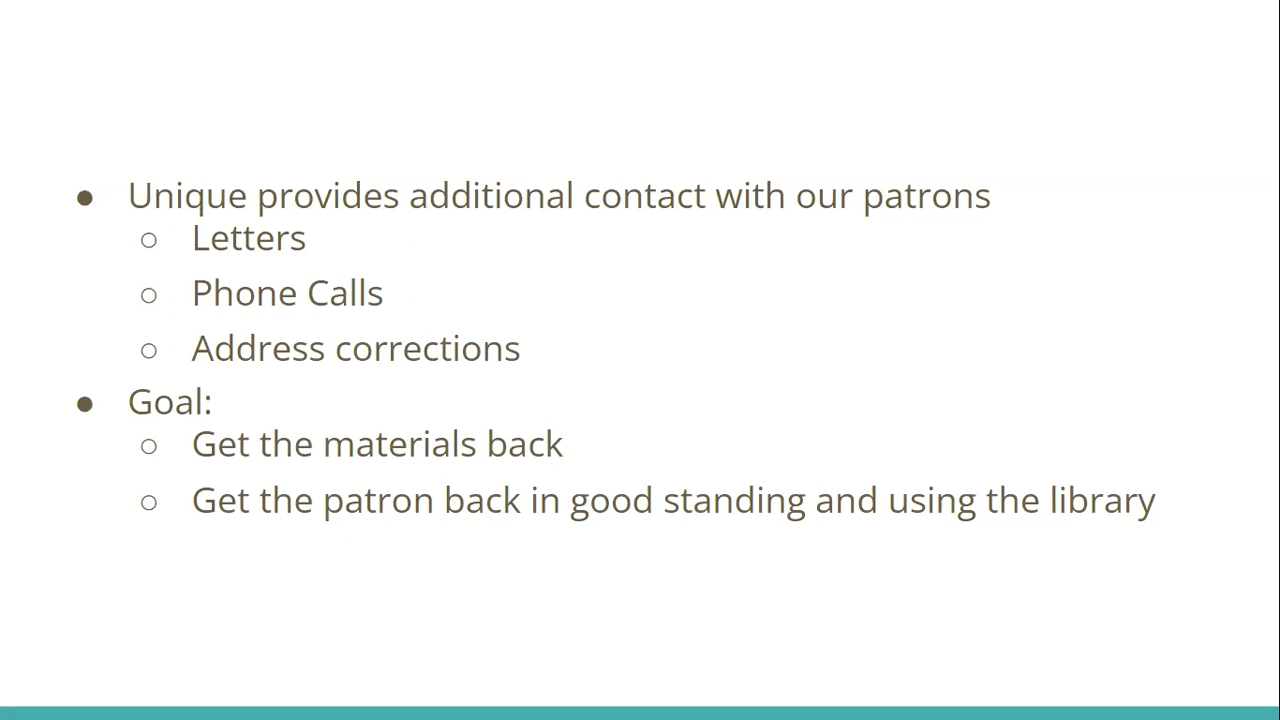 ● Unique provides additional contact with our patrons
○ Letters
○ Phone Calls
○ Address corrections
● Goal:
○ Get the materials back
○ Get the patron back in good standing and using the library